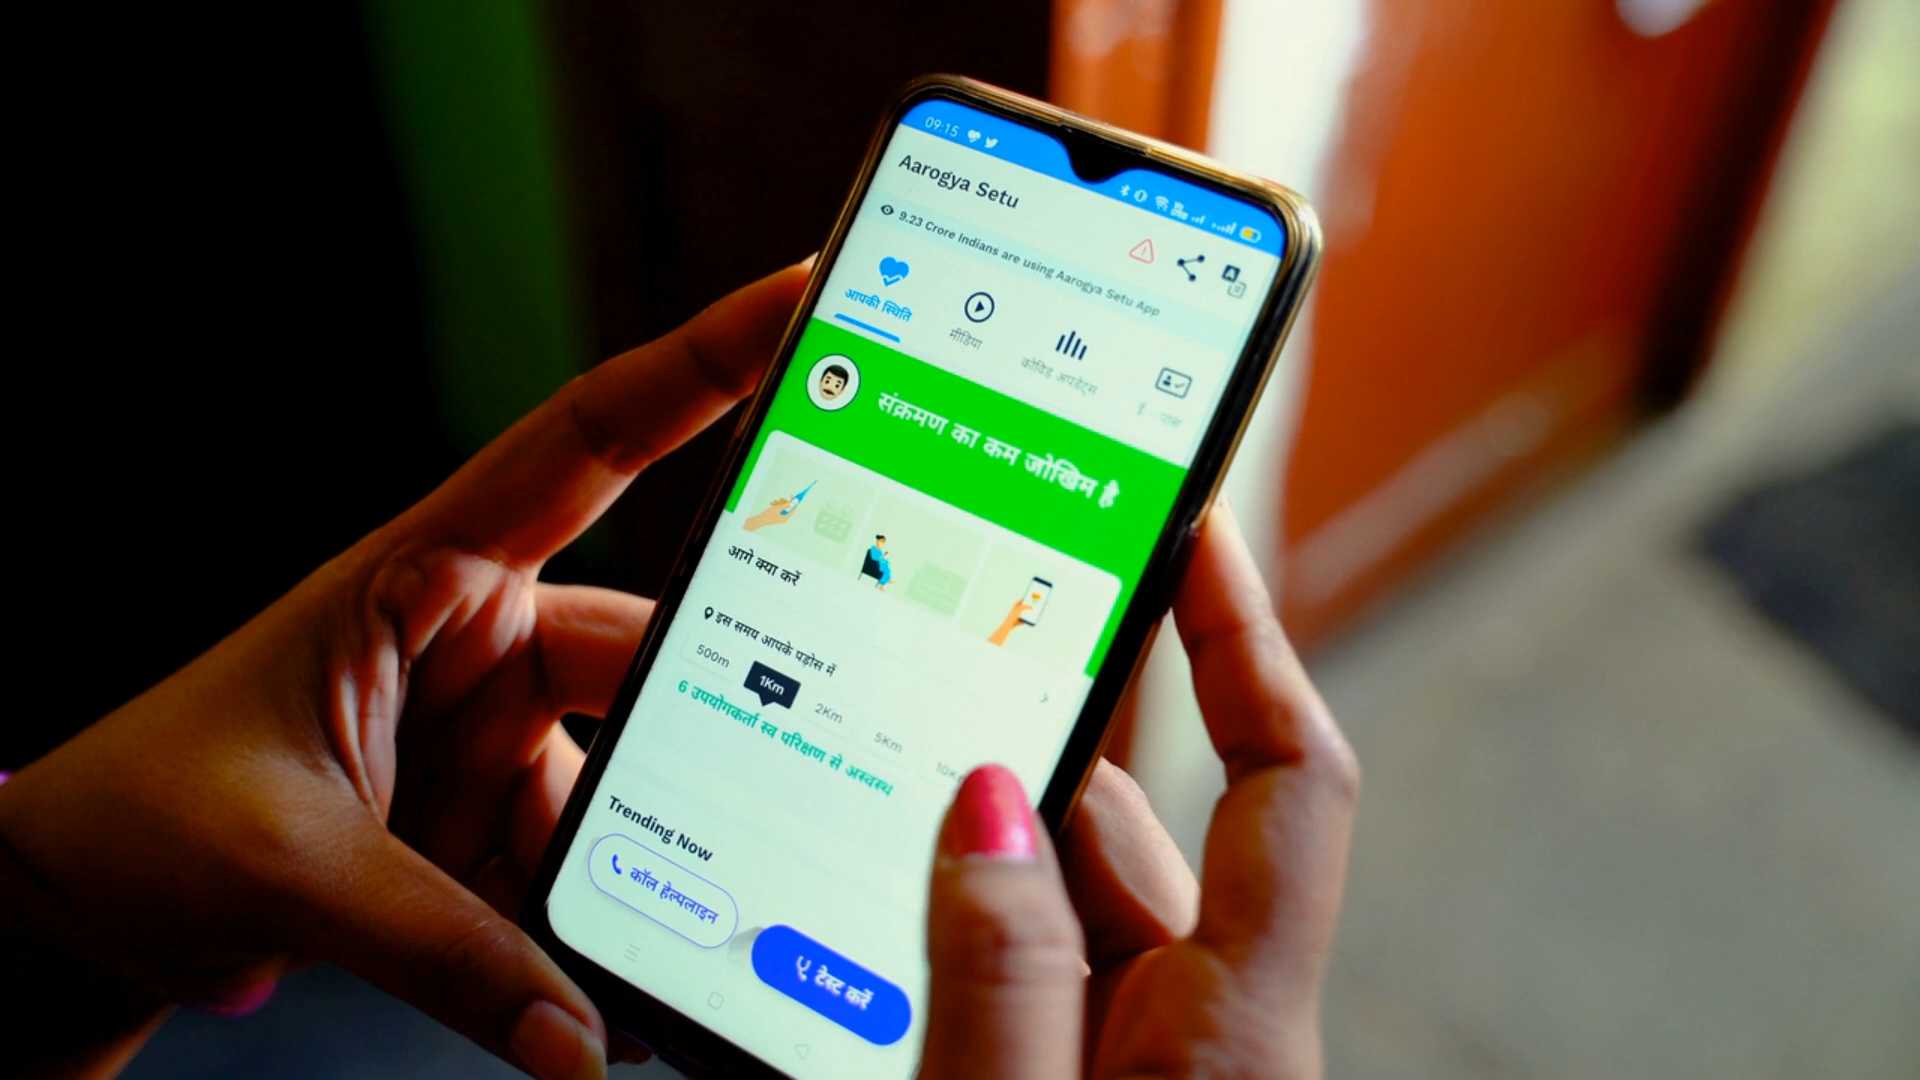 09:15
Aarogya Setu
9.23 Crore Indians are using Aarogya Setu App
आपकी स्थिति
मीडिया
कोविड अपडेट्स
ई - पास
संक्रमण का कम जोखिम है
आगे क्या करें
इस समय आपके पड़ोस में
500m
1Km
2Km
5Km
6 उपयोगकर्ता स्व परिक्षण से अस्वस्थ
Trending Now
कॉल हेल्पलाइन
टेस्ट करें